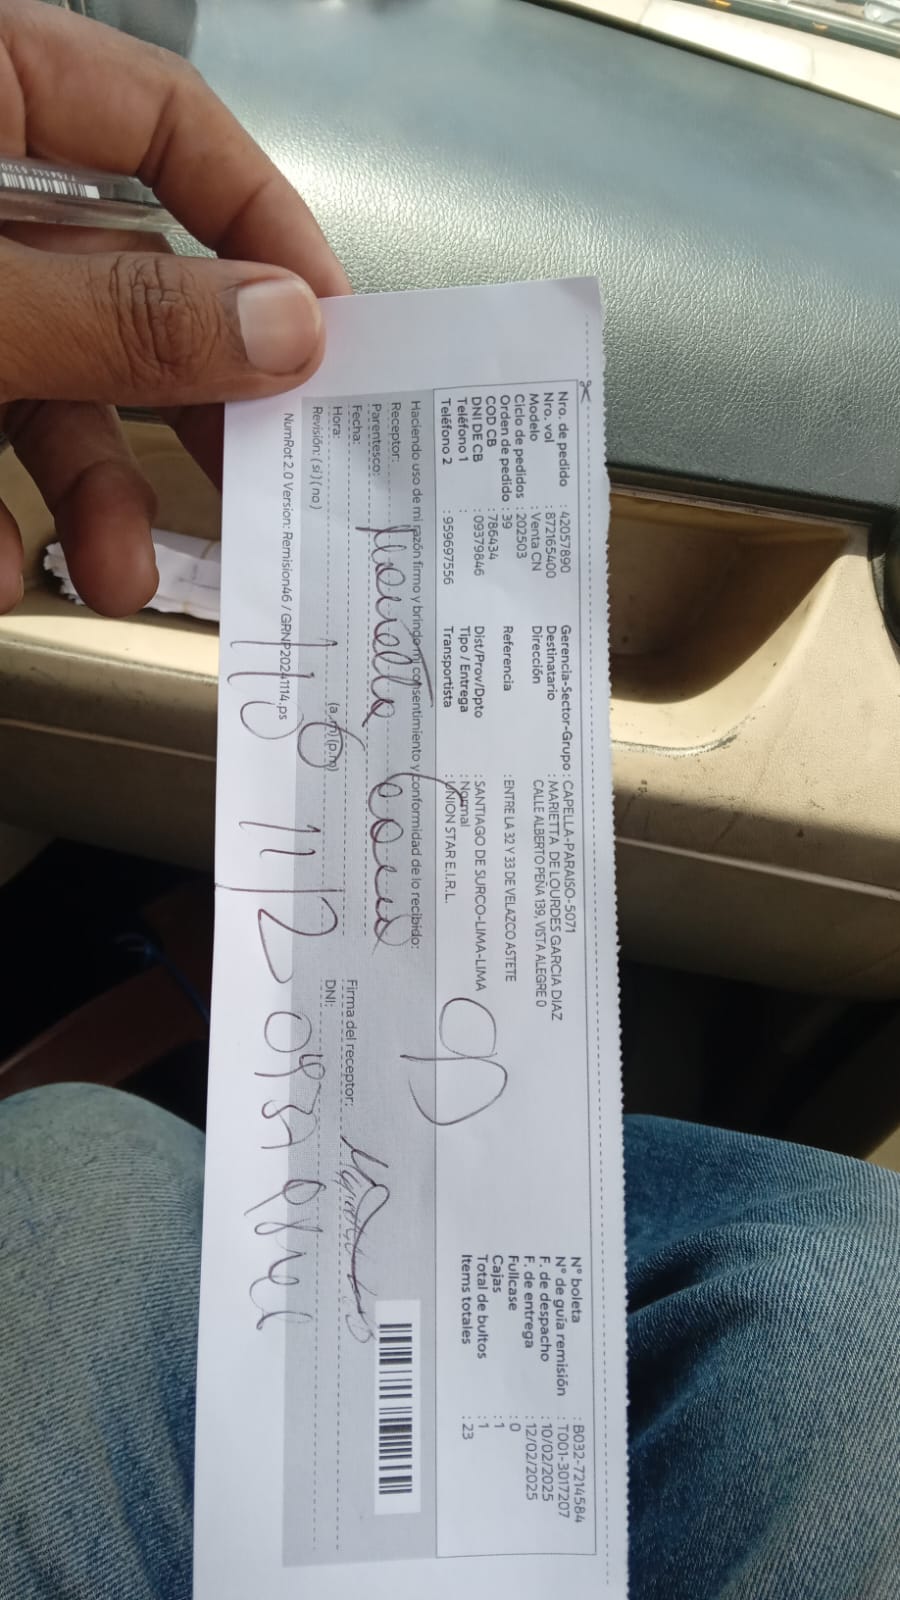 Nro. de pedido : 42057890
Nro. vol : 872165400
Modelo : Venta CN
Ciclo de pedidos : 202503
Orden de pedido : 39
COD CB : 786434
DNI DE CB : 09379846
Teléfono 1 :
Teléfono 2 : 959697556
Gerencia-Sector-Grupo : CAPELLA-PARAISO-5071
Destinatario : MARIETTA DE LOURDES GARCIA DIAZ
Dirección CALLE ALBERTO PEÑA 139, VISTA ALEGRE 0
Referencia : ENTRE LA 32 Y 33 DE VELAZCO ASTETE
Dist/Prov/Dpto : SANTIAGO DE SURCO-LIMA-LIMA
Tipo / Entrega : Normal
Transportista : UNION STAR E.I.R.L.
N° boleta : B032-7214584
N° de guía remisión : T001-3017207
F. de despacho : 10/02/2025
F. de entrega : 12/02/2025
Fullcase : 0
Cajas : 1
Total de bultos : 1
Items totales : 23
Haciendo uso de mi razón firmo y brindo mi consentimiento y conformidad de lo recibido:
Receptor:
Parentesco:
Fecha:
Hora: (a.m) (p.m)
Revisión: ( si ) ( no )
Firma del receptor:
DNI:
NumRot 2.0 Version: Remision46 / GRNP20241114.ps